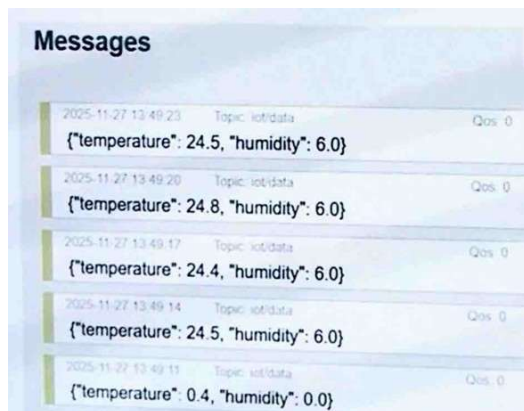 Messages
2025-11-27 13:49:23 Topic: iot/data Qos: 0
{"temperature": 24.5, "humidity": 6.0}
2025-11-27 13:49:20 Topic: iot/data Qos: 0
{"temperature": 24.8, "humidity": 6.0}
2025-11-27 13:49:17 Topic: iot/data Qos: 0
{"temperature": 24.4, "humidity": 6.0}
2025-11-27 13:49:14 Topic: iot/data Qos: 0
{"temperature": 24.5, "humidity": 6.0}
2025-11-27 13:49:11 Topic: iot/data Qos: 0
{"temperature": 0.4, "humidity": 0.0}